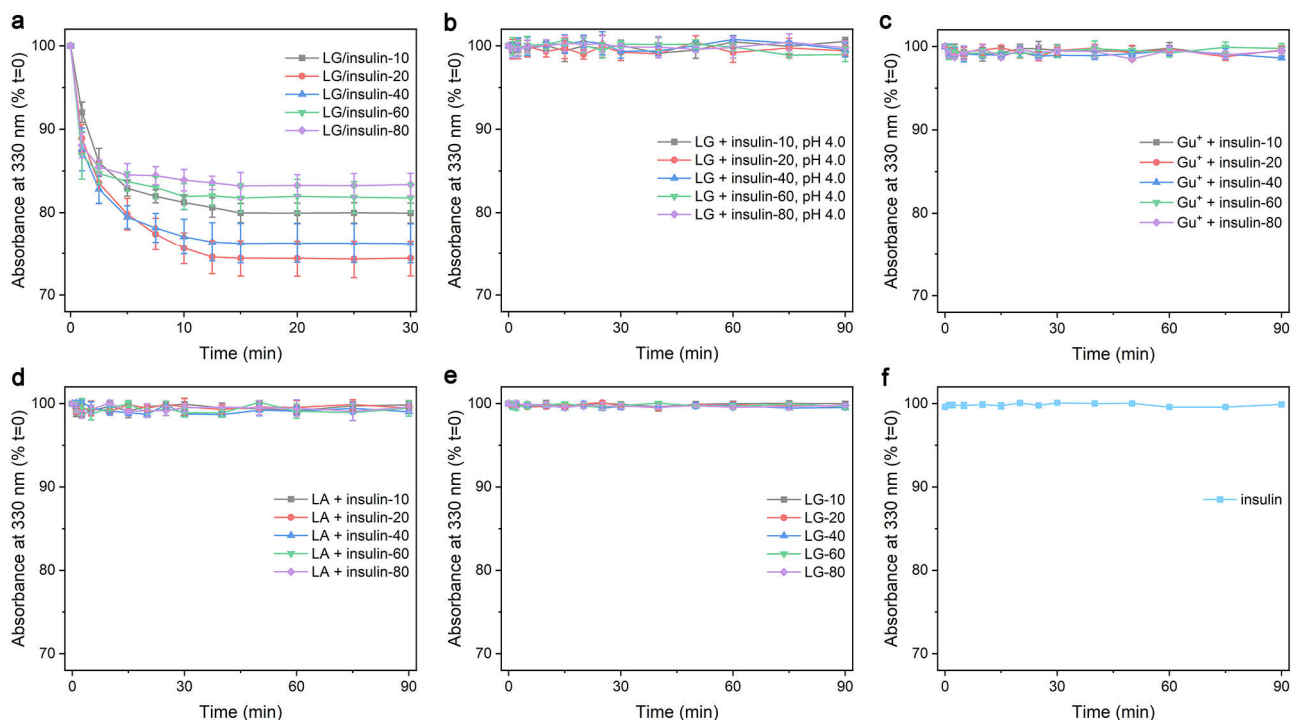 a
Absorbance at 330 nm (% t=0)
100
90
80
70
0
10
20
30
Time (min)
LG/insulin-10
LG/insulin-20
LG/insulin-40
LG/insulin-60
LG/insulin-80
b
Absorbance at 330 nm (% t=0)
100
90
80
70
0
30
60
90
Time (min)
LG + insulin-10, pH 4.0
LG + insulin-20, pH 4.0
LG + insulin-40, pH 4.0
LG + insulin-60, pH 4.0
LG + insulin-80, pH 4.0
c
Absorbance at 330 nm (% t=0)
100
90
80
70
0
30
60
90
Time (min)
Gu⁺ + insulin-10
Gu⁺ + insulin-20
Gu⁺ + insulin-40
Gu⁺ + insulin-60
Gu⁺ + insulin-80
d
Absorbance at 330 nm (% t=0)
100
90
80
70
0
30
60
90
Time (min)
LA + insulin-10
LA + insulin-20
LA + insulin-40
LA + insulin-60
LA + insulin-80
e
Absorbance at 330 nm (% t=0)
100
90
80
70
0
30
60
90
Time (min)
LG-10
LG-20
LG-40
LG-60
LG-80
f
Absorbance at 330 nm (% t=0)
100
90
80
70
0
30
60
90
Time (min)
insulin